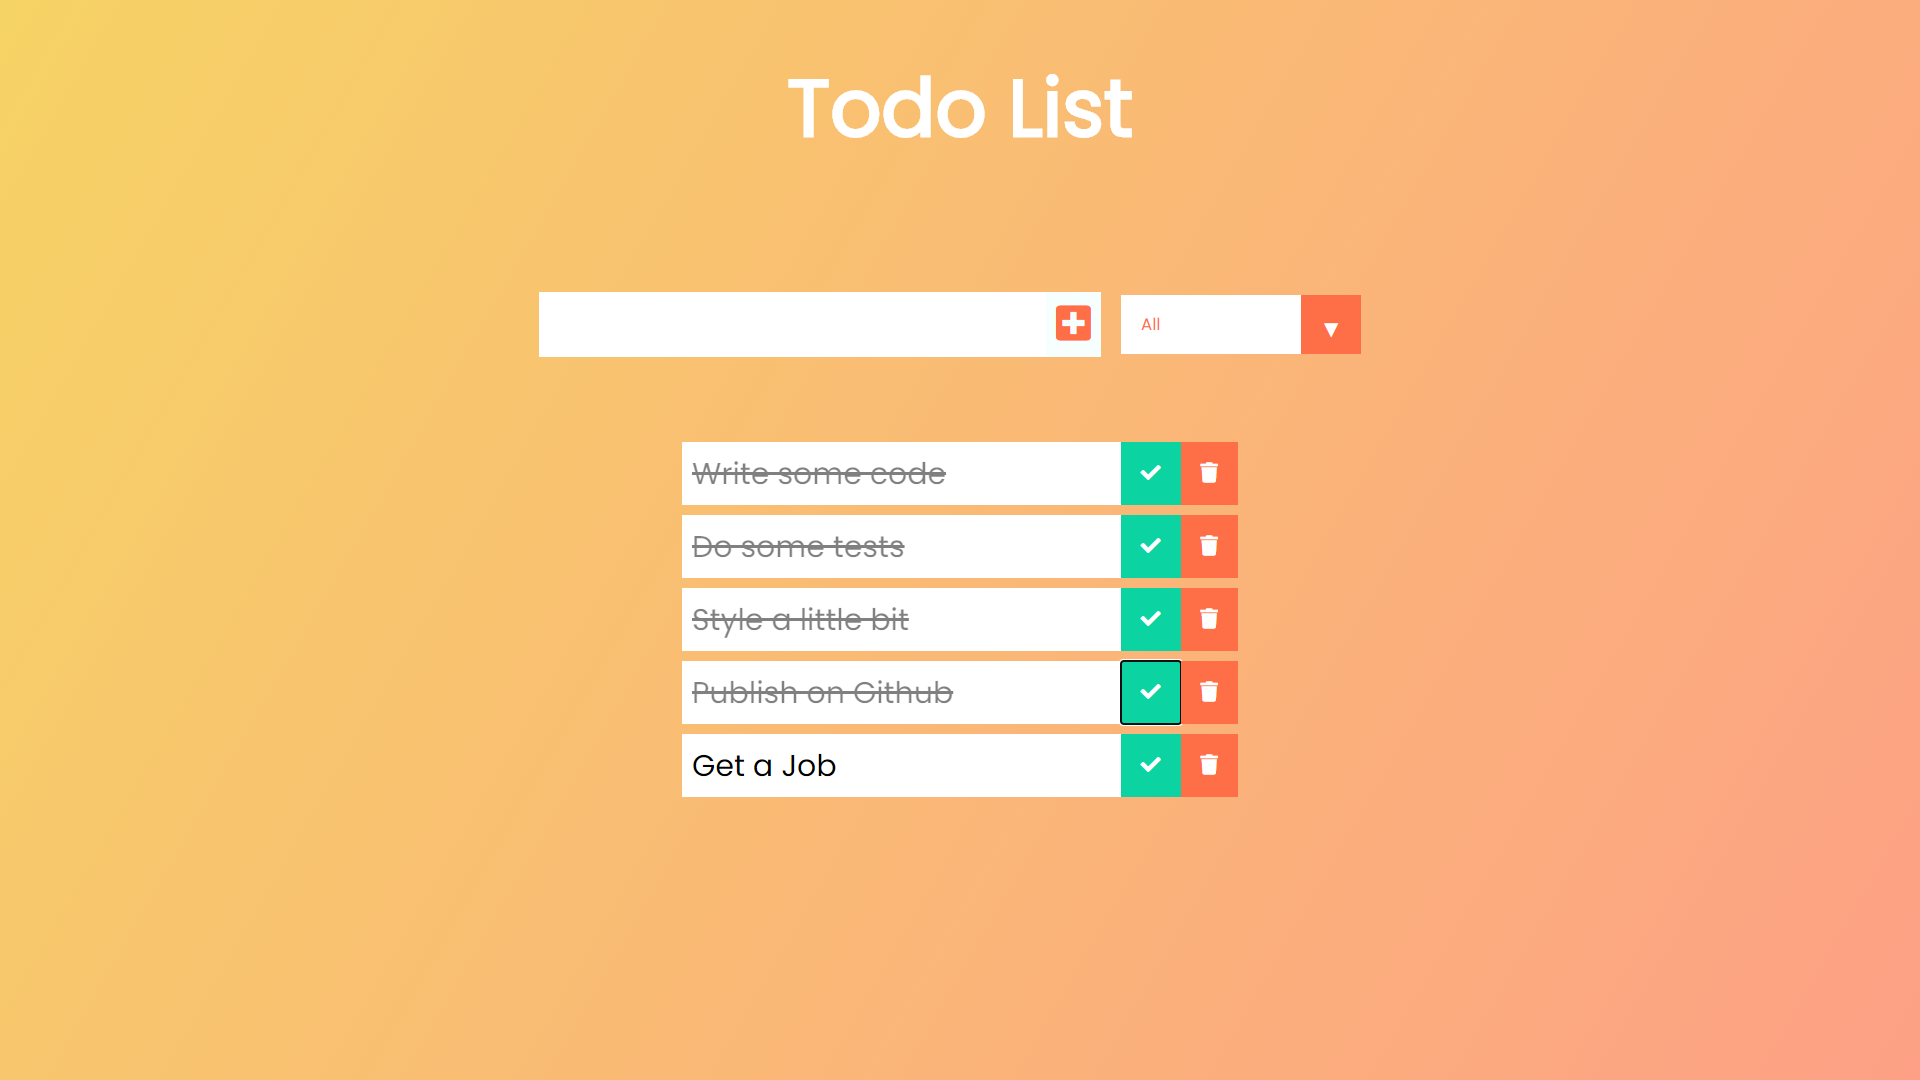 Todo List
All
Write some code
Do some tests
Style a little bit
Publish on Github
Get a Job